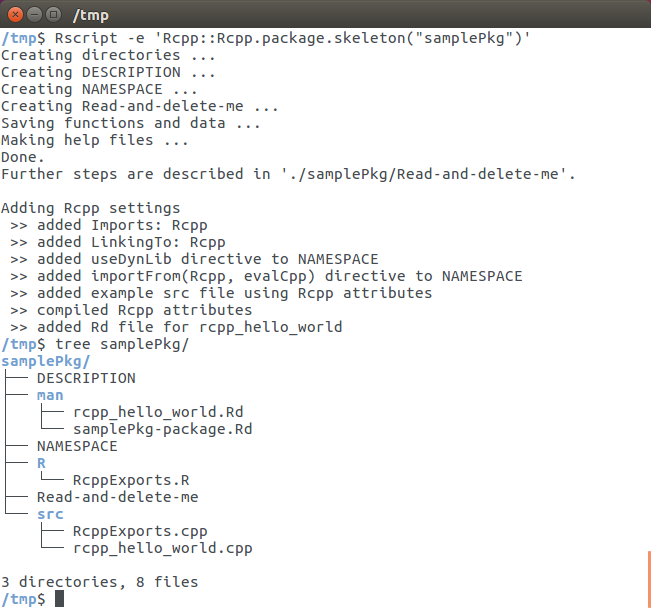 /tmp
/tmp$ Rscript -e 'Rcpp::Rcpp.package.skeleton("samplePkg")'
Creating directories ...
Creating DESCRIPTION ...
Creating NAMESPACE ...
Creating Read-and-delete-me ...
Saving functions and data ...
Making help files ...
Done.
Further steps are described in './samplePkg/Read-and-delete-me'.

Adding Rcpp settings
 >> added Imports: Rcpp
 >> added LinkingTo: Rcpp
 >> added useDynLib directive to NAMESPACE
 >> added importFrom(Rcpp, evalCpp) directive to NAMESPACE
 >> added example src file using Rcpp attributes
 >> compiled Rcpp attributes
 >> added Rd file for rcpp_hello_world
/tmp$ tree samplePkg/
samplePkg/
├── DESCRIPTION
├── man
│   ├── rcpp_hello_world.Rd
│   └── samplePkg-package.Rd
├── NAMESPACE
├── R
│   └── RcppExports.R
├── Read-and-delete-me
└── src
    ├── RcppExports.cpp
    └── rcpp_hello_world.cpp

3 directories, 8 files
/tmp$